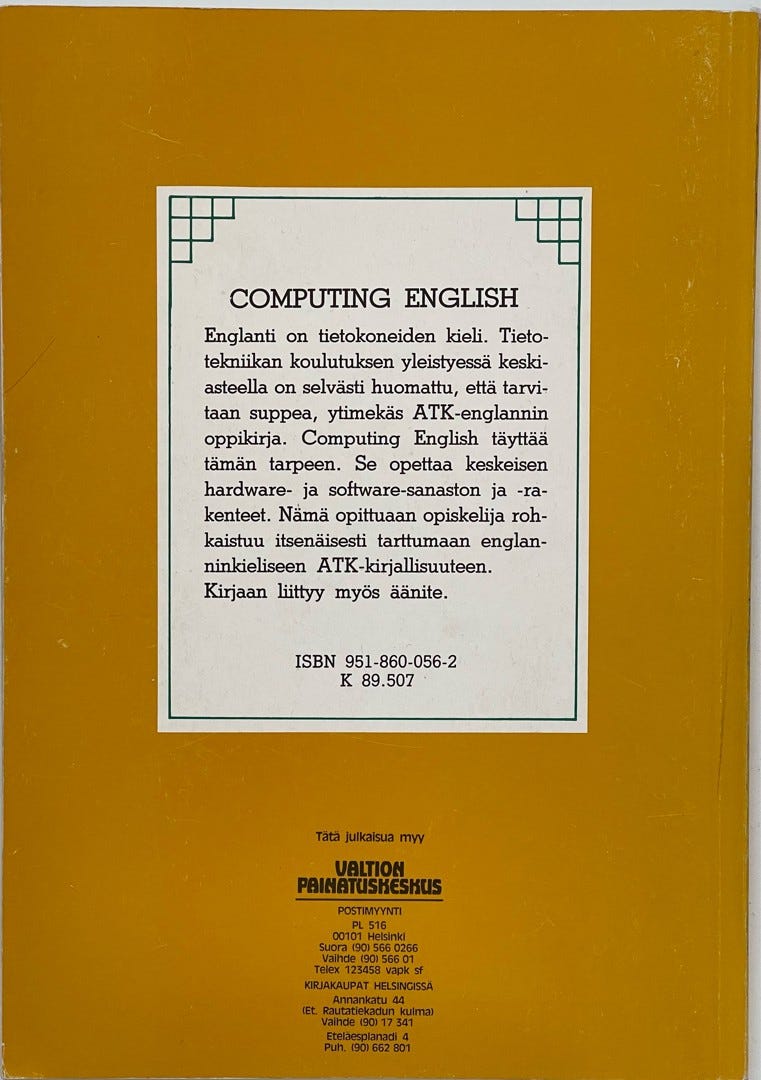 COMPUTING ENGLISH
Englanti on tietokoneiden kieli. Tieto-
tekniikan koulutuksen yleistyessä keski-
asteella on selvästi huomattu, että tarvi-
taan suppea, ytimekäs ATK-englannin
oppikirja. Computing English täyttää
tämän tarpeen. Se opettaa keskeisen
hardware- ja software-sanaston ja -ra-
kenteet. Nämä opittuaan opiskelija roh-
kaistuu itsenäisesti tarttumaan englan-
ninkieliseen ATK-kirjallisuuteen.
Kirjaan liittyy myös äänite.
ISBN 951-860-056-2
K 89.507
Tätä julkaisua myy
VALTION
PAINATUSKESKUS
POSTIMYYNTI
PL 516
00101 Helsinki
Suora (90) 566 0266
Vaihde (90) 566 01
Telex 123458 vapk sf
KIRJAKAUPAT HELSINGISSÄ
Annankatu 44
(Et. Rautatiekadun kulma)
Vaihde (90) 17 341
Eteläesplanadi 4
Puh. (90) 662 801